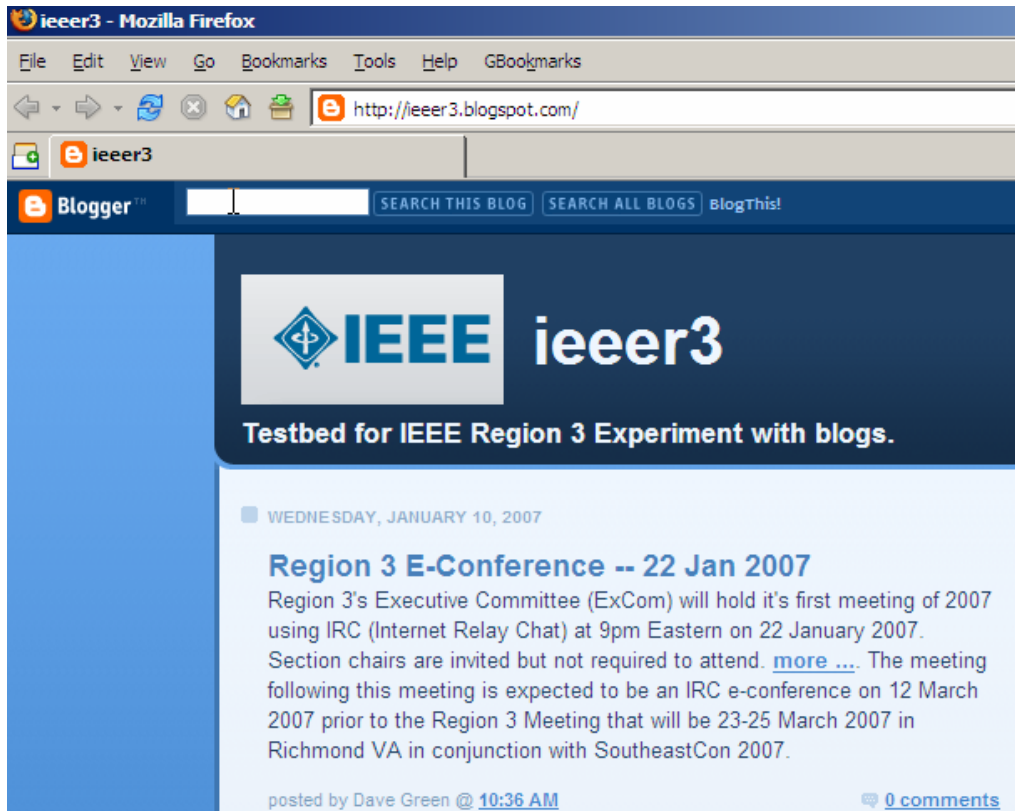 ieeer3 - Mozilla Firefox
File Edit View Go Bookmarks Tools Help GBookmarks
http://ieeer3.blogspot.com/
ieeer3
Blogger™ SEARCH THIS BLOG SEARCH ALL BLOGS BlogThis!
IEEE ieeer3
Testbed for IEEE Region 3 Experiment with blogs.
WEDNESDAY, JANUARY 10, 2007
Region 3 E-Conference -- 22 Jan 2007
Region 3's Executive Committee (ExCom) will hold it's first meeting of 2007
using IRC (Internet Relay Chat) at 9pm Eastern on 22 January 2007.
Section chairs are invited but not required to attend. more .... The meeting
following this meeting is expected to be an IRC e-conference on 12 March
2007 prior to the Region 3 Meeting that will be 23-25 March 2007 in
Richmond VA in conjunction with SoutheastCon 2007.
posted by Dave Green @ 10:36 AM 0 comments